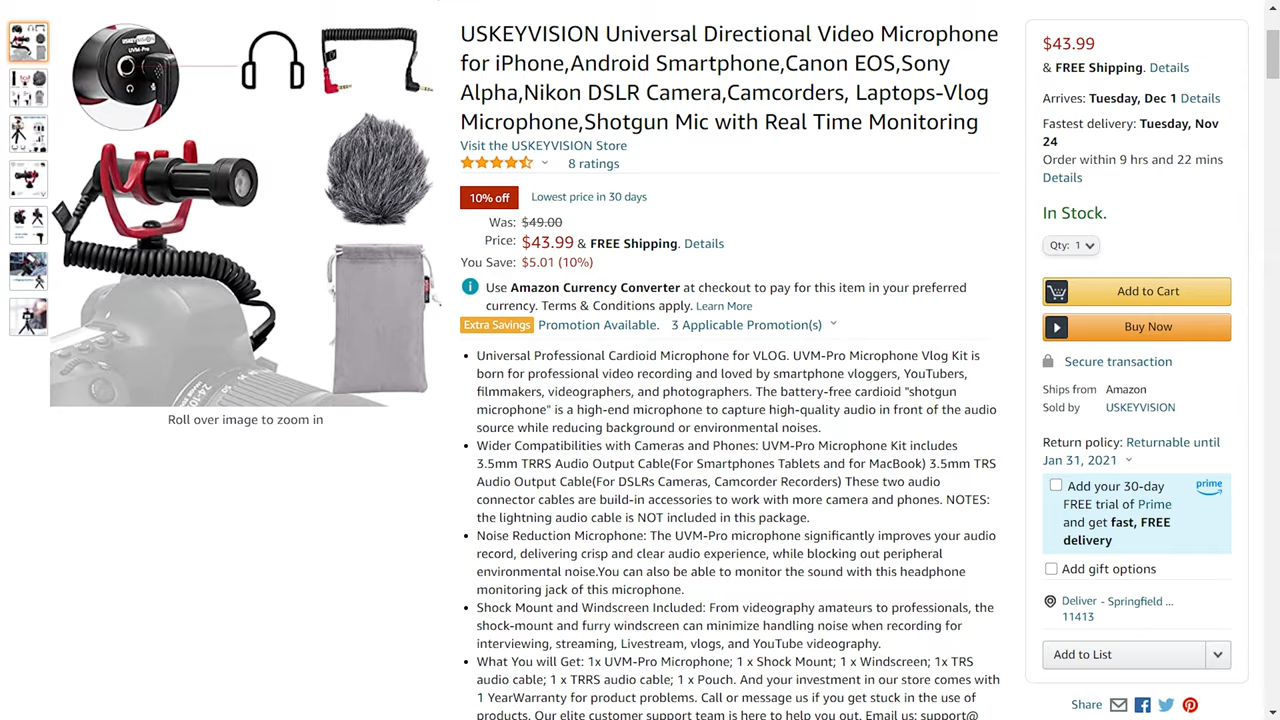 USKEYVISION
UVM-Pro
Roll over image to zoom in
USKEYVISION Universal Directional Video Microphone
for iPhone,Android Smartphone,Canon EOS,Sony
Alpha,Nikon DSLR Camera,Camcorders, Laptops-Vlog
Microphone,Shotgun Mic with Real Time Monitoring
Visit the USKEYVISION Store
8 ratings
10% off Lowest price in 30 days
Was: $49.00
Price: $43.99 & FREE Shipping. Details
You Save: $5.01 (10%)
Use Amazon Currency Converter at checkout to pay for this item in your preferred
currency. Terms & Conditions apply. Learn More
Extra Savings Promotion Available. 3 Applicable Promotion(s)
• Universal Professional Cardioid Microphone for VLOG. UVM-Pro Microphone Vlog Kit is
born for professional video recording and loved by smartphone vloggers, YouTubers,
filmmakers, videographers, and photographers. The battery-free cardioid "shotgun
microphone" is a high-end microphone to capture high-quality audio in front of the audio
source while reducing background or environmental noises.
• Wider Compatibilities with Cameras and Phones: UVM-Pro Microphone Kit includes
3.5mm TRRS Audio Output Cable(For Smartphones Tablets and for MacBook) 3.5mm TRS
Audio Output Cable(For DSLRs Cameras, Camcorder Recorders) These two audio
connector cables are build-in accessories to work with more camera and phones. NOTES:
the lightning audio cable is NOT included in this package.
• Noise Reduction Microphone: The UVM-Pro microphone significantly improves your audio
record, delivering crisp and clear audio experience, while blocking out peripheral
environmental noise.You can also be able to monitor the sound with this headphone
monitoring jack of this microphone.
• Shock Mount and Windscreen Included: From videography amateurs to professionals, the
shock-mount and furry windscreen can minimize handling noise when recording for
interviewing, streaming, Livestream, vlogs, and YouTube videography.
• What You will Get: 1x UVM-Pro Microphone; 1 x Shock Mount; 1 x Windscreen; 1x TRS
audio cable; 1 x TRRS audio cable; 1 x Pouch. And your investment in our store comes with
1 YearWarranty for product problems. Call or message us if you get stuck in the use of
products. Our elite customer support team is here to help you out. Email us: support@
$43.99
& FREE Shipping. Details
Arrives: Tuesday, Dec 1 Details
Fastest delivery: Tuesday, Nov
24
Order within 9 hrs and 22 mins
Details
In Stock.
Qty: 1
Add to Cart
Buy Now
Secure transaction
Ships from Amazon
Sold by USKEYVISION
Return policy: Returnable until
Jan 31, 2021
Add your 30-day prime
FREE trial of Prime
and get fast, FREE
delivery
Add gift options
Deliver - Springfield ...
11413
Add to List
Share